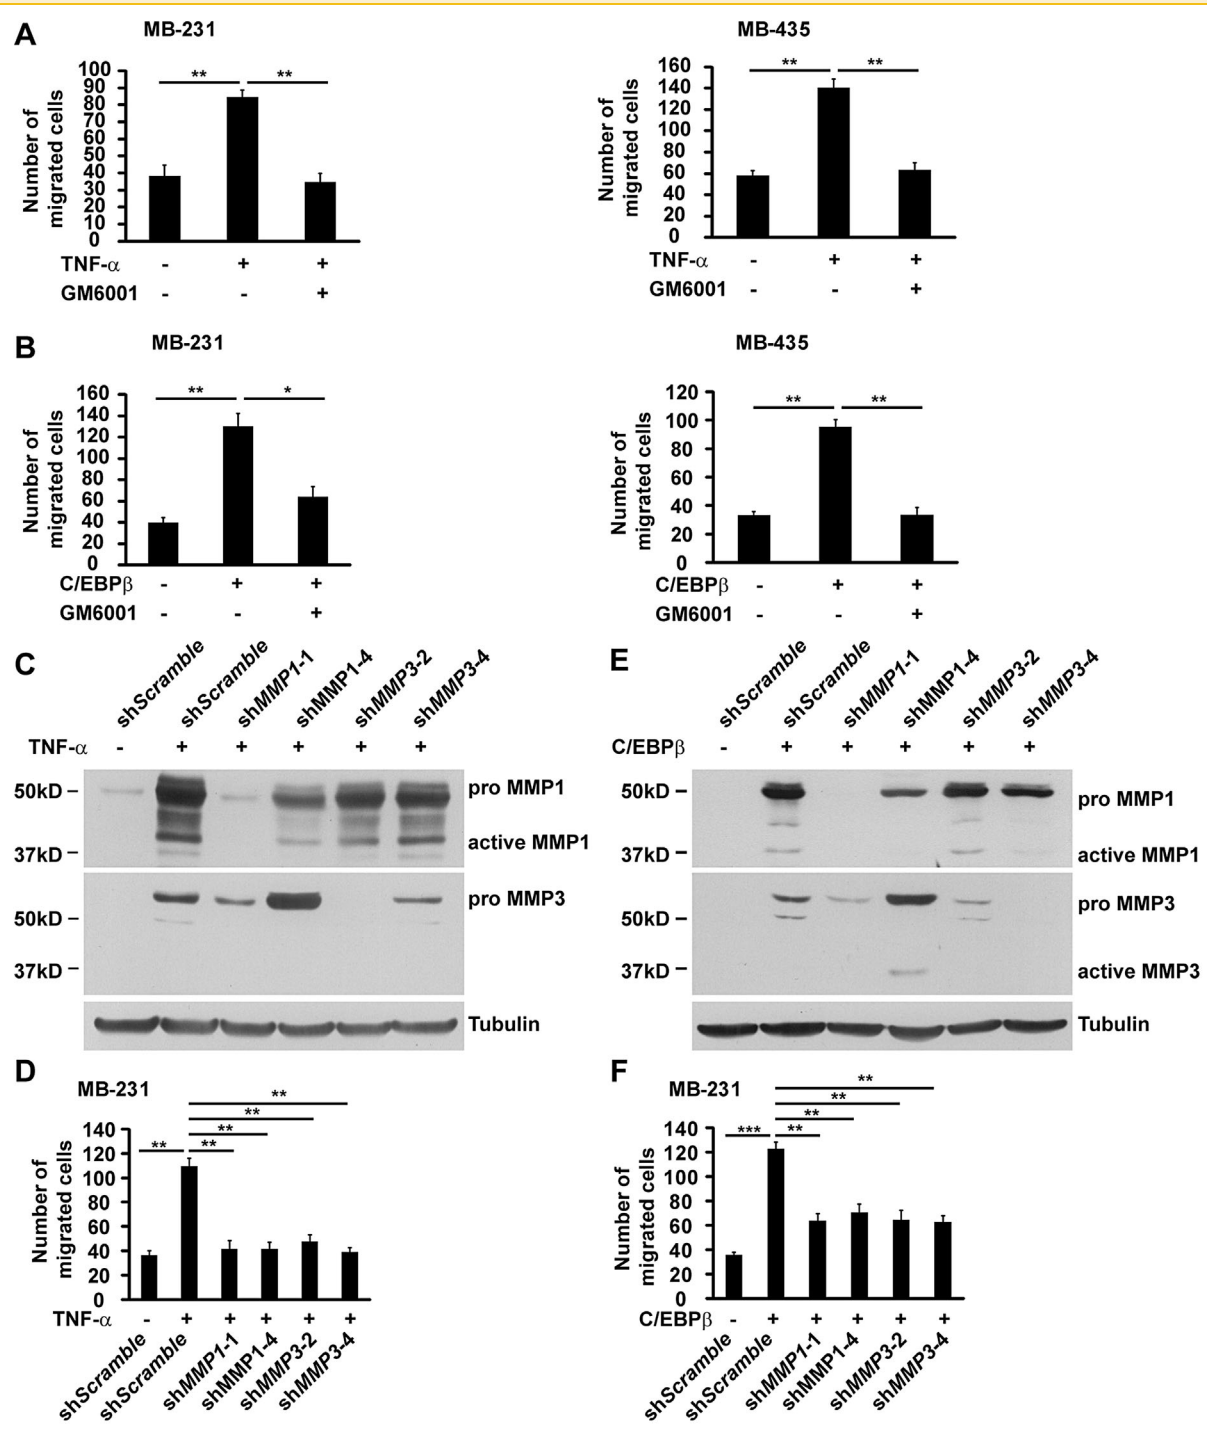 A
MB-231
Number of
migrated cells
100
90
80
70
60
50
40
30
20
10
0
** **
TNF-α - + +
GM6001 - - +
MB-435
Number of
migrated cells
160
140
120
100
80
60
40
20
0
** **
TNF-α - + +
GM6001 - - +
B
MB-231
Number of
migrated cells
160
140
120
100
80
60
40
20
0
** *
C/EBPβ - + +
GM6001 - - +
MB-435
Number of
migrated cells
120
100
80
60
40
20
0
** **
C/EBPβ - + +
GM6001 - - +
C
shScramble
shScramble
shMMP1-1
shMMP1-4
shMMP3-2
shMMP3-4
TNF-α - + + + + +
50kD
37kD
pro MMP1
active MMP1
50kD
37kD
pro MMP3
Tubulin
E
shScramble
shScramble
shMMP1-1
shMMP1-4
shMMP3-2
shMMP3-4
C/EBPβ - + + + + +
50kD
37kD
pro MMP1
active MMP1
50kD
37kD
pro MMP3
active MMP3
Tubulin
D
MB-231
Number of
migrated cells
140
120
100
80
60
40
20
0
**
**
**
** **
TNF-α - + + + + +
shScramble
shScramble
shMMP1-1
shMMP1-4
shMMP3-2
shMMP3-4
F
MB-231
Number of
migrated cells
140
120
100
80
60
40
20
0
**
**
**
*** **
C/EBPβ - + + + + +
shScramble
shScramble
shMMP1-1
shMMP1-4
shMMP3-2
shMMP3-4